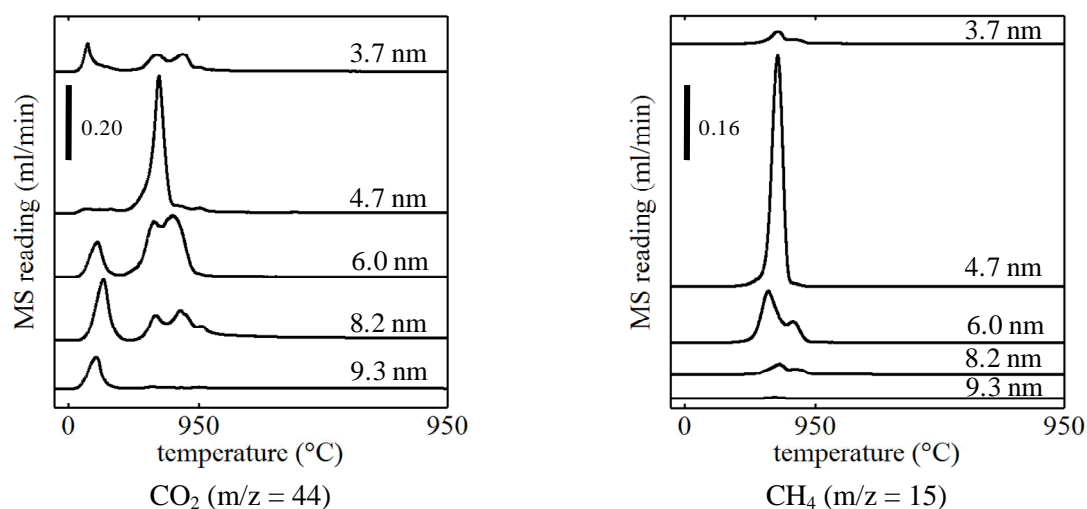 MS reading (ml/min)
0.20
3.7 nm
4.7 nm
6.0 nm
8.2 nm
9.3 nm
0 950 950
temperature (°C)
CO₂ (m/z = 44)
MS reading (ml/min)
0.16
3.7 nm
4.7 nm
6.0 nm
8.2 nm
9.3 nm
0 950 950
temperature (°C)
CH₄ (m/z = 15)